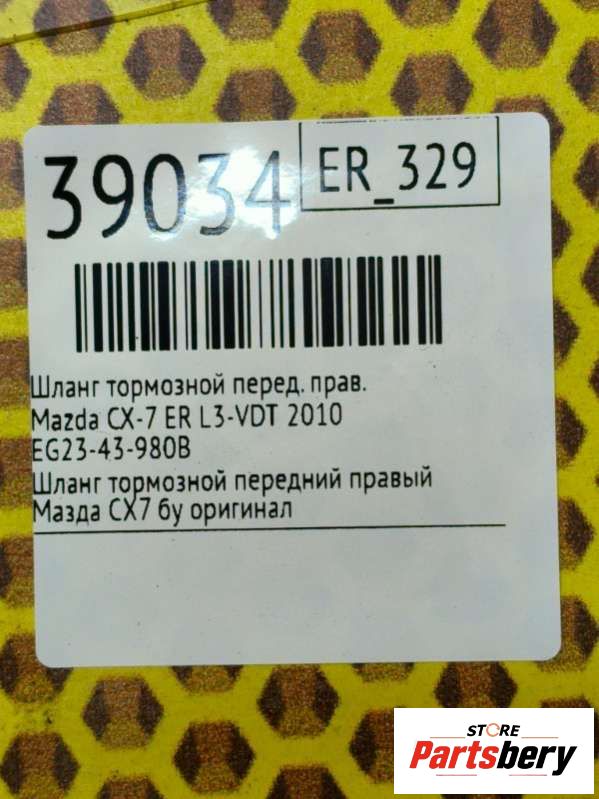 39034
ER_329
Шланг тормозной перед. прав.
Mazda CX-7 ER L3-VDT 2010
EG23-43-980B
Шланг тормозной передний правый
Мазда СХ7 бу оригинал
STORE
Partsbery